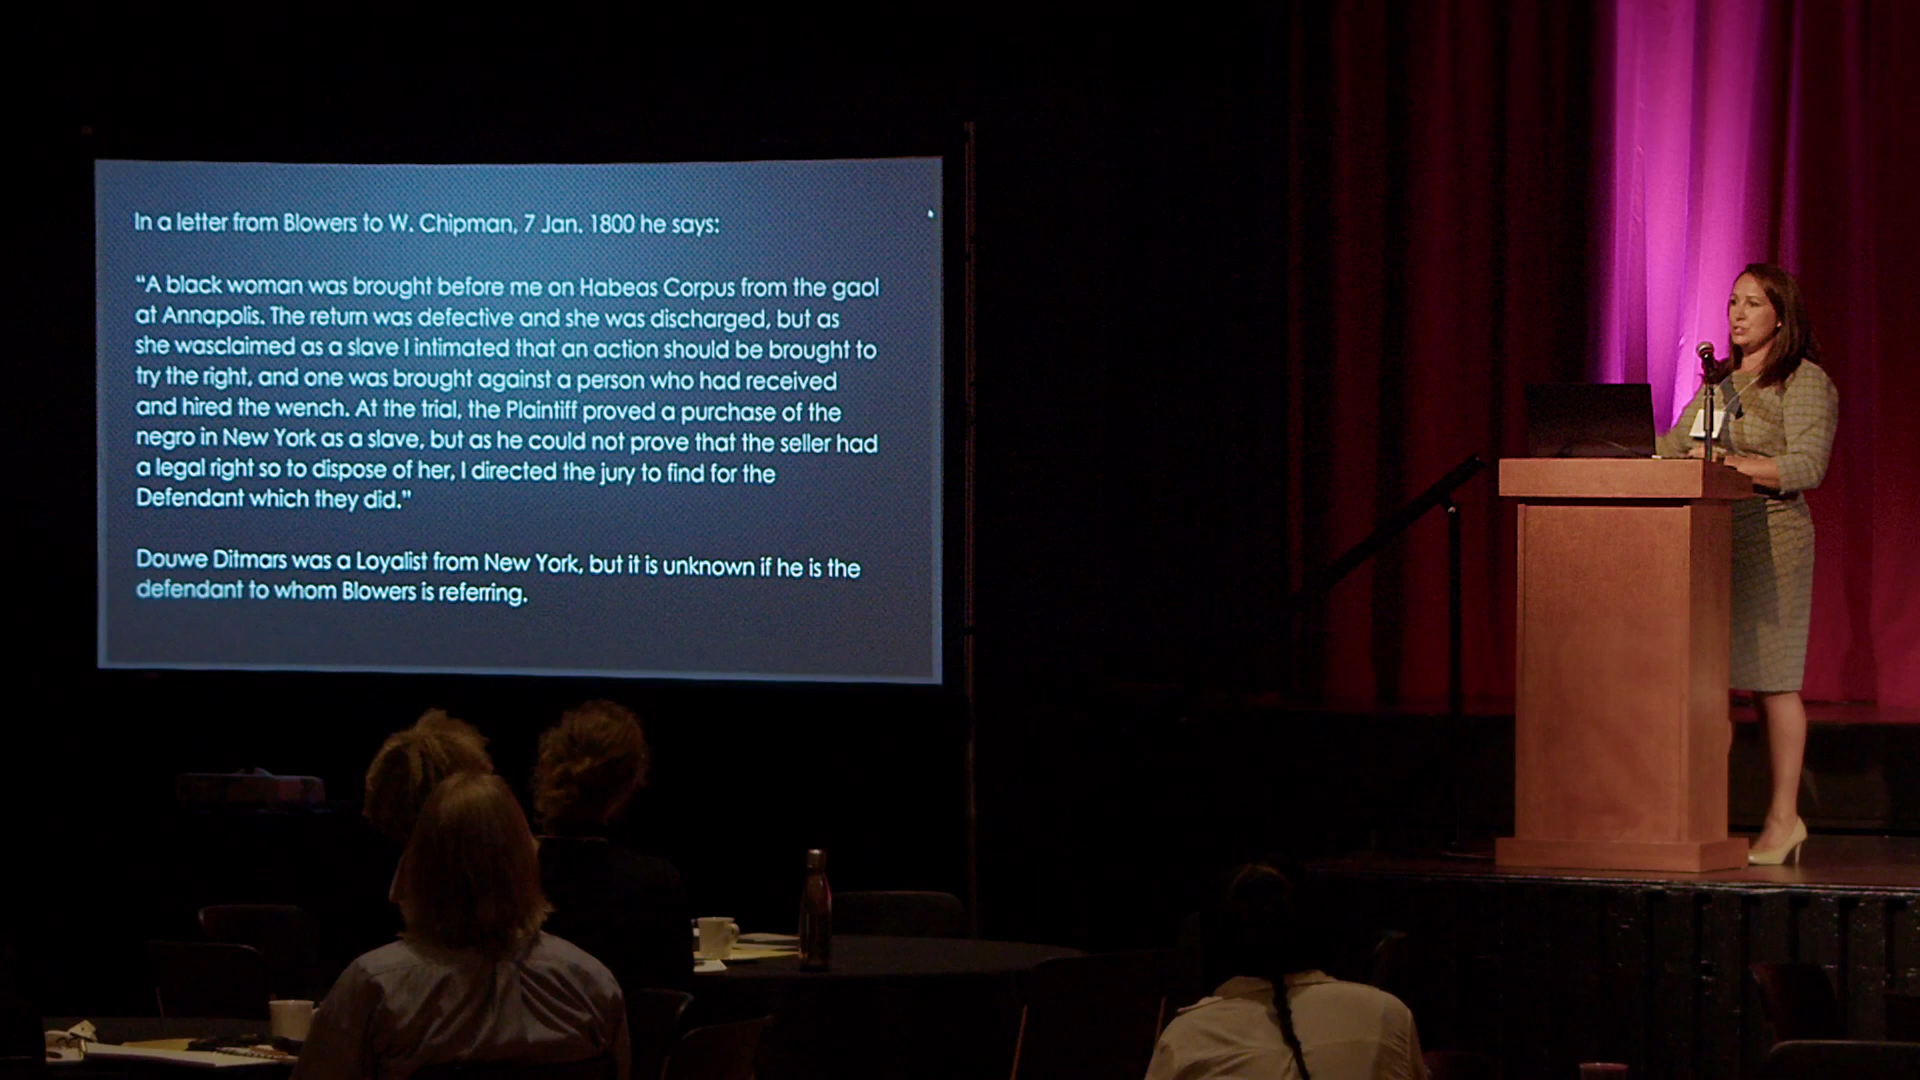 In a letter from Blowers to W. Chipman, 7 Jan. 1800 he says:
“A black woman was brought before me on Habeas Corpus from the gaol
at Annapolis. The return was defective and she was discharged, but as
she wasclaimed as a slave I intimated that an action should be brought to
try the right, and one was brought against a person who had received
and hired the wench. At the trial, the Plaintiff proved a purchase of the
negro in New York as a slave, but as he could not prove that the seller had
a legal right so to dispose of her, I directed the jury to find for the
Defendant which they did.”
Douwe Ditmars was a Loyalist from New York, but it is unknown if he is the
defendant to whom Blowers is referring.